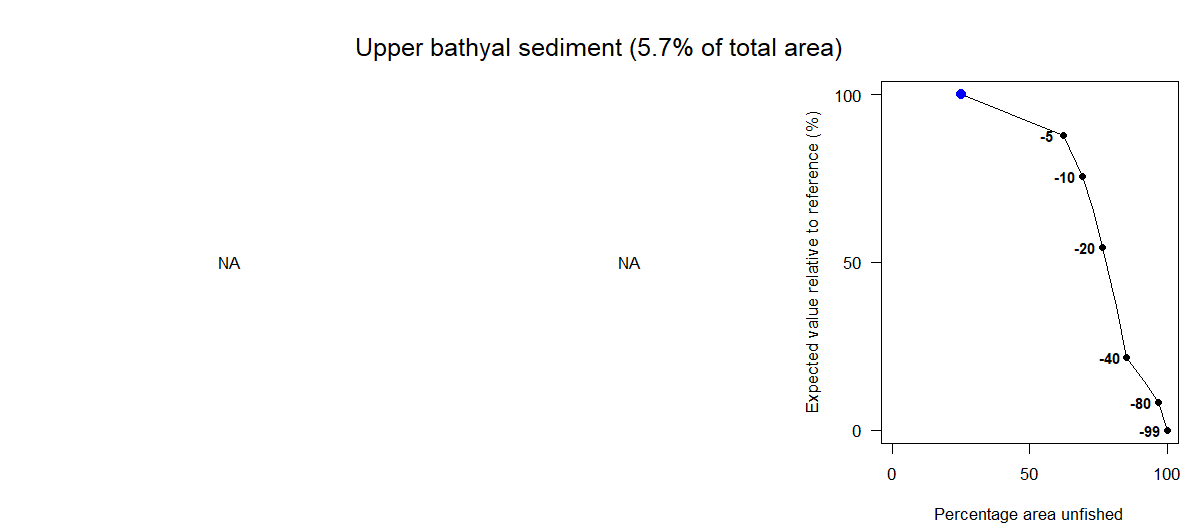 Upper bathyal sediment (5.7% of total area)
NA
NA
Expected value relative to reference (%)
100
50
0
-5
-10
-20
-40
-80
-99
0 50 100
Percentage area unfished